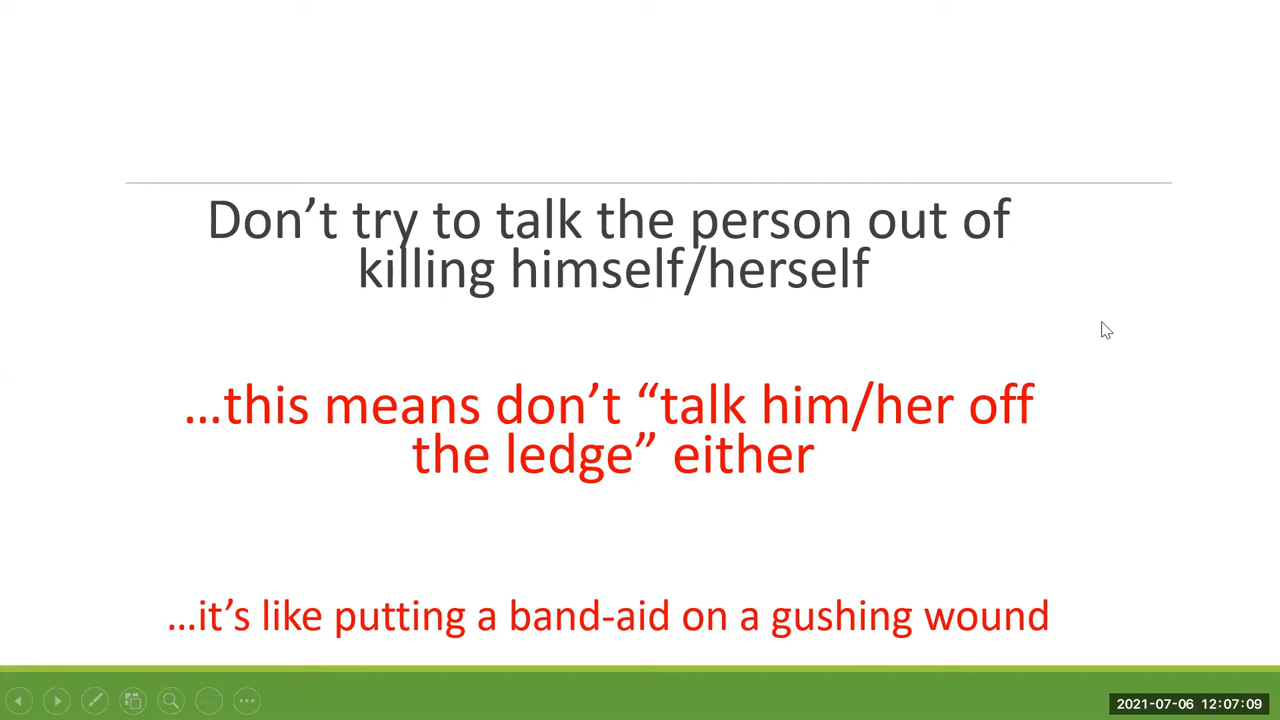 Don’t try to talk the person out of
killing himself/herself
...this means don’t “talk him/her off
the ledge” either
...it’s like putting a band-aid on a gushing wound
2021-07-06 12:07:09